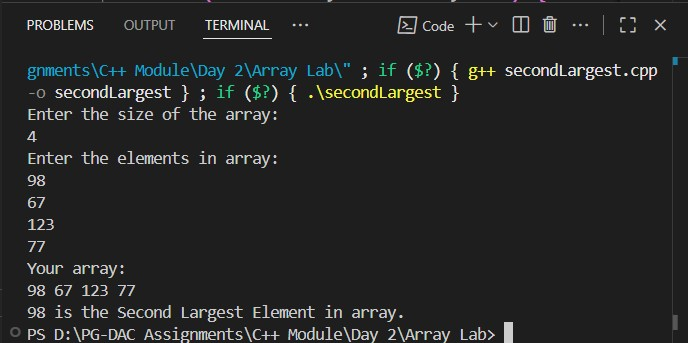 PROBLEMS OUTPUT TERMINAL ··· Code
gnments\C++ Module\Day 2\Array Lab\" ; if ($?) { g++ secondLargest.cpp
-o secondLargest } ; if ($?) { .\secondLargest }
Enter the size of the array:
4
Enter the elements in array:
98
67
123
77
Your array:
98 67 123 77
98 is the Second Largest Element in array.
PS D:\PG-DAC Assignments\C++ Module\Day 2\Array Lab>